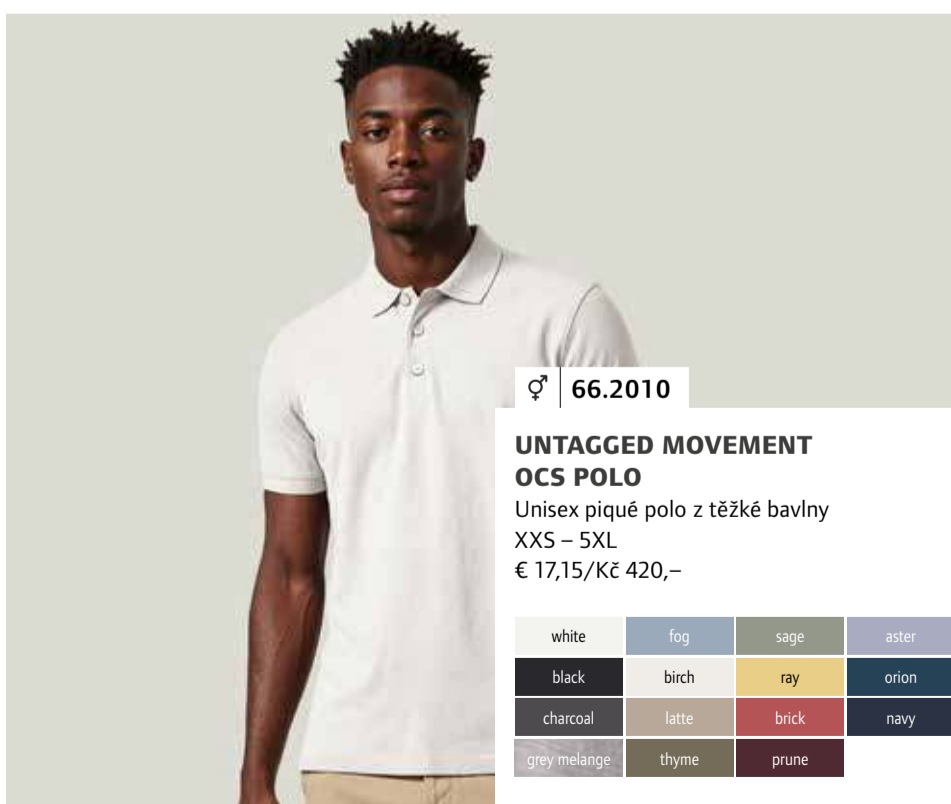 ⚥ 66.2010
UNTAGGED MOVEMENT
OCS POLO
Unisex piqué polo z těžké bavlny
XXS – 5XL
€ 17,15/Kč 420,–
white fog sage aster
black birch ray orion
charcoal latte brick navy
grey melange thyme prune